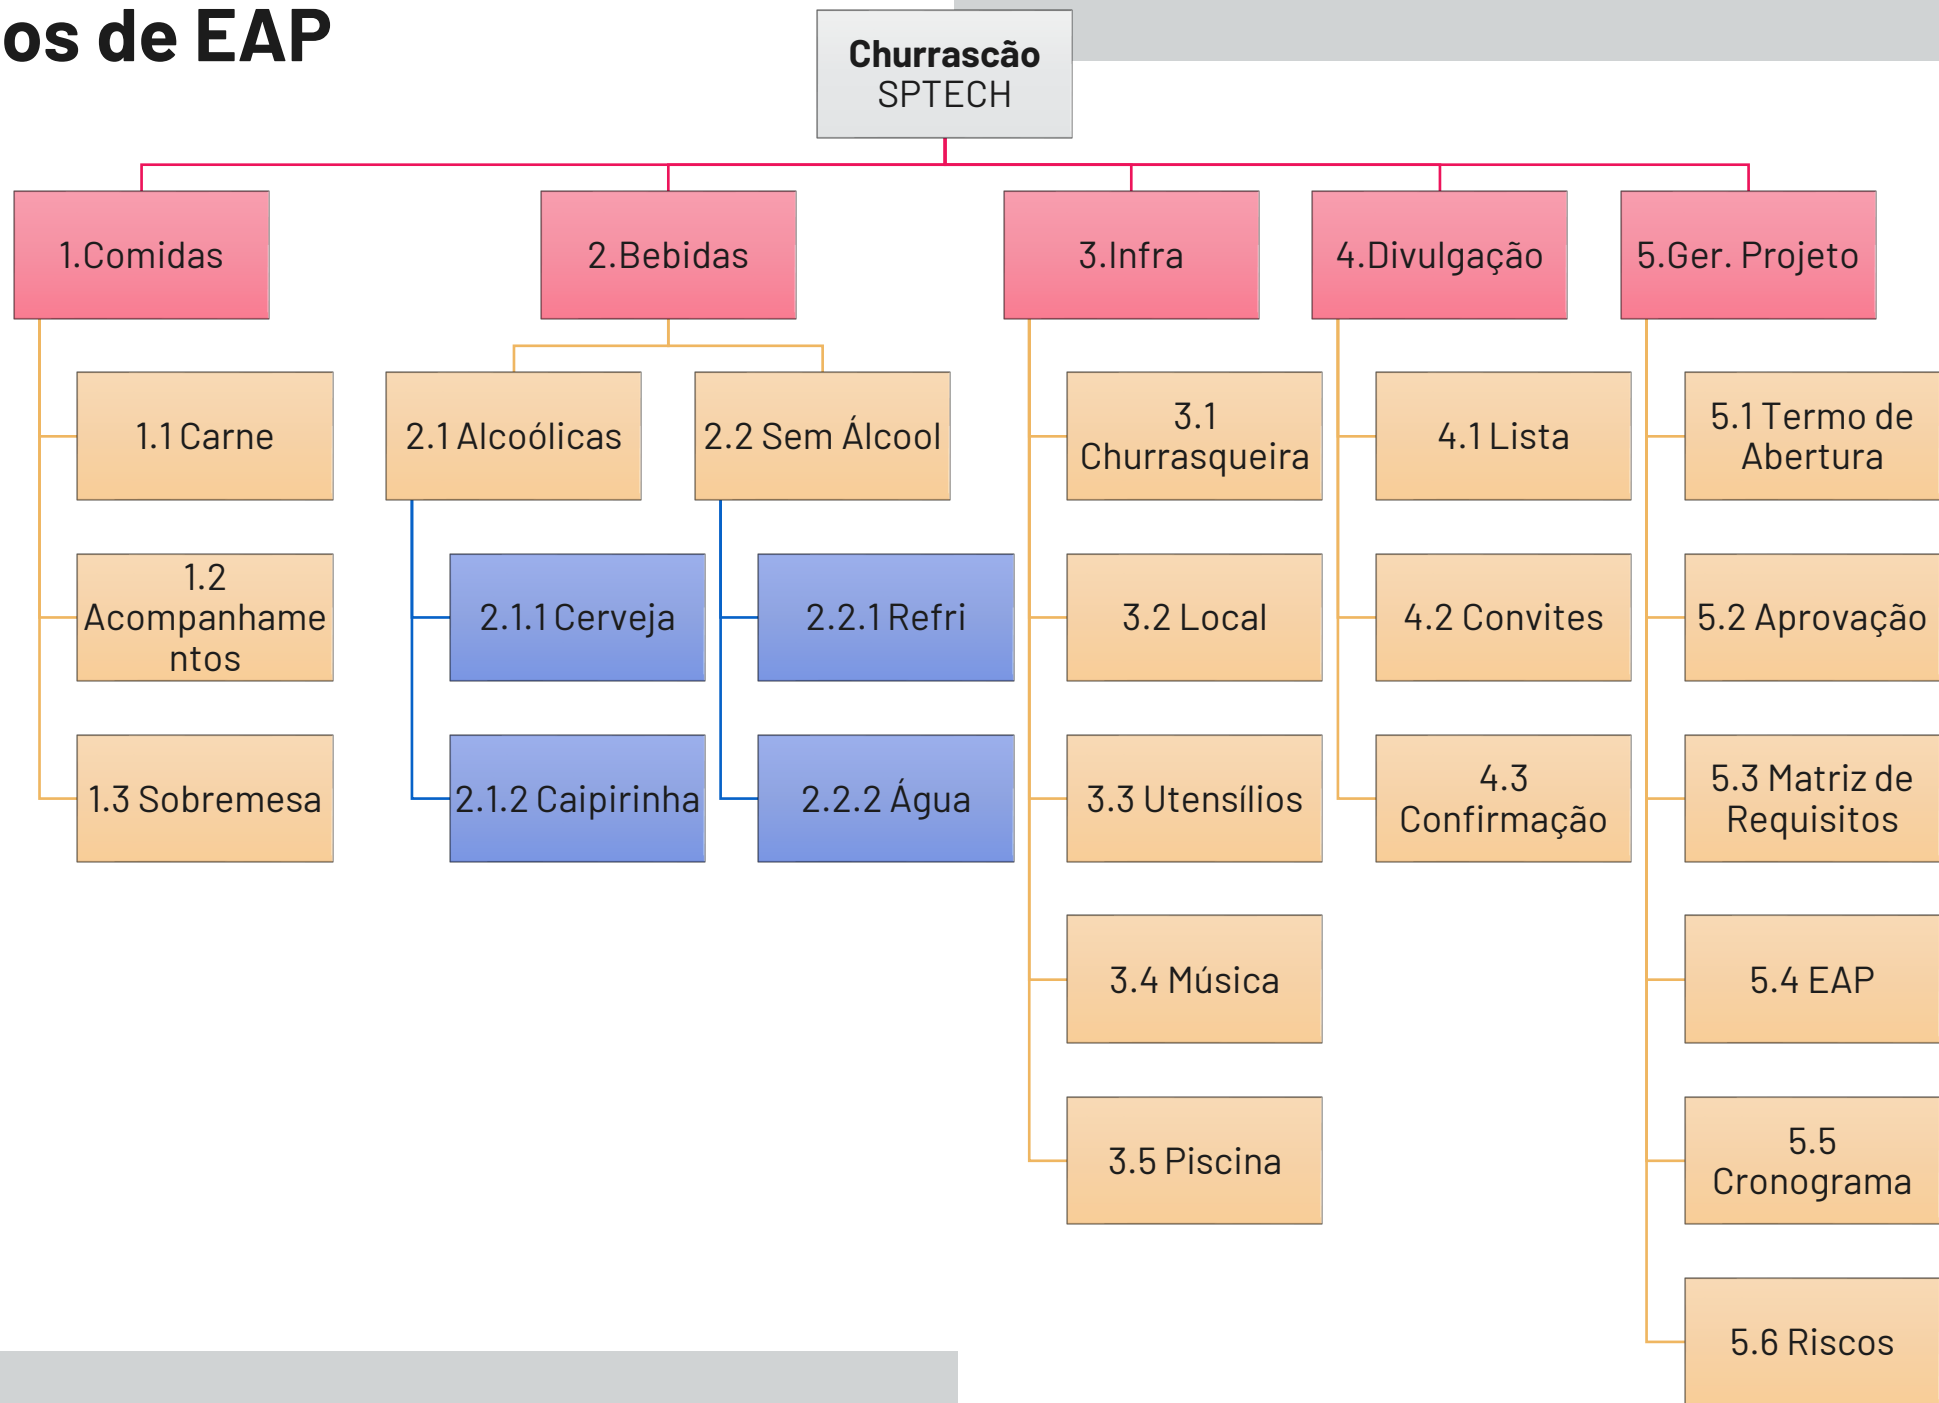 os de EAP
Churrascão
SPTECH
1.Comidas
2.Bebidas
3.Infra
4.Divulgação
5.Ger. Projeto
1.1 Carne
2.1 Alcoólicas
2.2 Sem Álcool
3.1
Churrasqueira
4.1 Lista
5.1 Termo de
Abertura
1.2
Acompanhame
ntos
2.1.1 Cerveja
2.2.1 Refri
3.2 Local
4.2 Convites
5.2 Aprovação
1.3 Sobremesa
2.1.2 Caipirinha
2.2.2 Água
3.3 Utensílios
4.3
Confirmação
5.3 Matriz de
Requisitos
3.4 Música
5.4 EAP
3.5 Piscina
5.5
Cronograma
5.6 Riscos